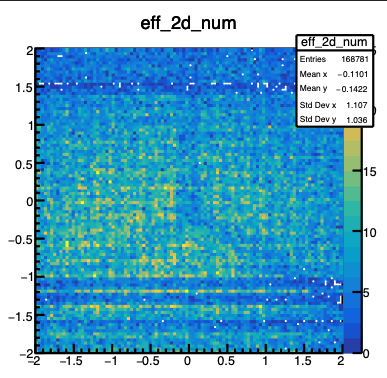 eff_2d_num
eff_2d_num
Entries 168781
Mean x −0.1101
Mean y −0.1422
Std Dev x 1.107
Std Dev y 1.036
2
1.5
1
0.5
0
−0.5
−1
−1.5
−2
−2 −1.5 −1 −0.5 0 0.5 1 1.5 2
15
10
5
0